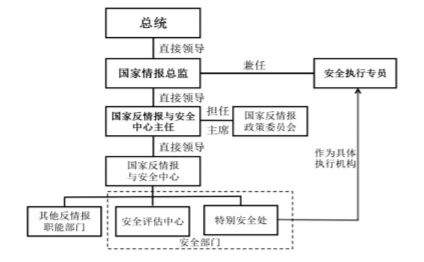 总统
直接领导
国家情报总监
兼任
安全执行专员
直接领导
国家反情报与安全
中心主任
担任
主席
国家反情报
政策委员会
直接领导
作为具体
执行机构
国家反情报
与安全中心
其他反情报
职能部门
安全评估中心
特别安全处
安全部门